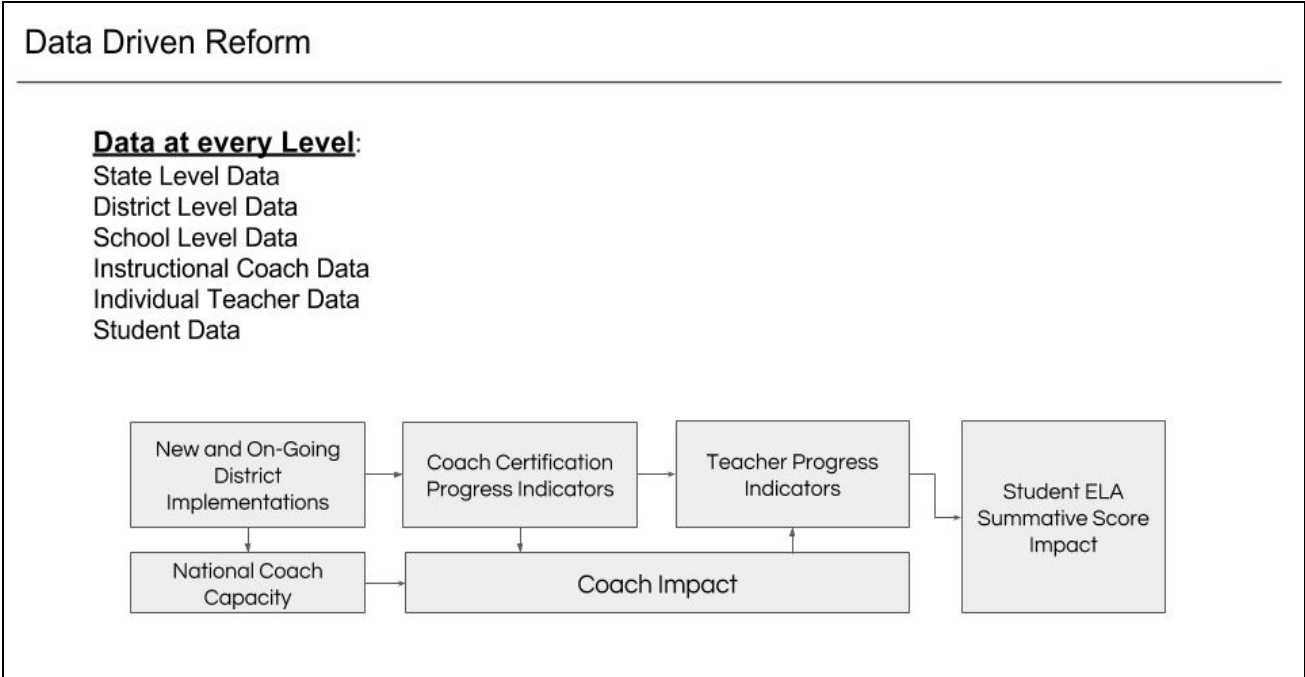 Data Driven Reform
Data at every Level:
State Level Data
District Level Data
School Level Data
Instructional Coach Data
Individual Teacher Data
Student Data
New and On-Going
District
Implementations
Coach Certification
Progress Indicators
Teacher Progress
Indicators
Student ELA
Summative Score
Impact
National Coach
Capacity
Coach Impact